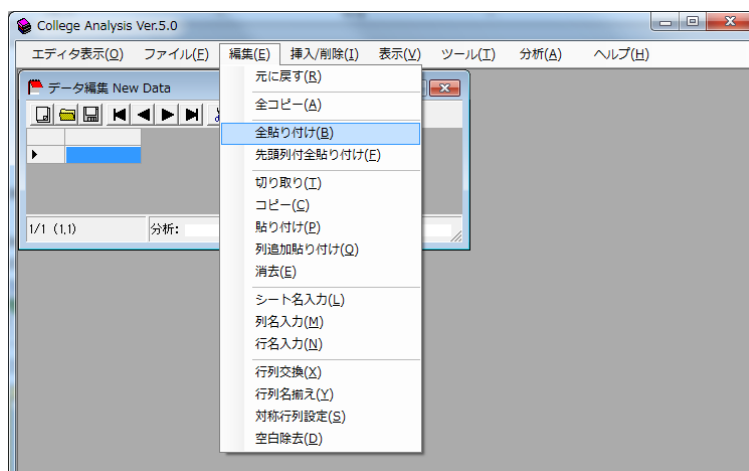 College Analysis Ver.5.0
エディタ表示(O) ファイル(F) 編集(E) 挿入/削除(I) 表示(V) ツール(T) 分析(A) ヘルプ(H)
データ編集 New Data
元に戻す(R)
全コピー(A)
全貼り付け(B)
先頭列付全貼り付け(F)
切り取り(T)
コピー(C)
貼り付け(P)
列追加貼り付け(Q)
消去(E)
シート名入力(L)
列名入力(M)
行名入力(N)
行列交換(X)
行列名揃え(Y)
対称行列設定(S)
空白除去(D)
1/1 (1,1) 分析: